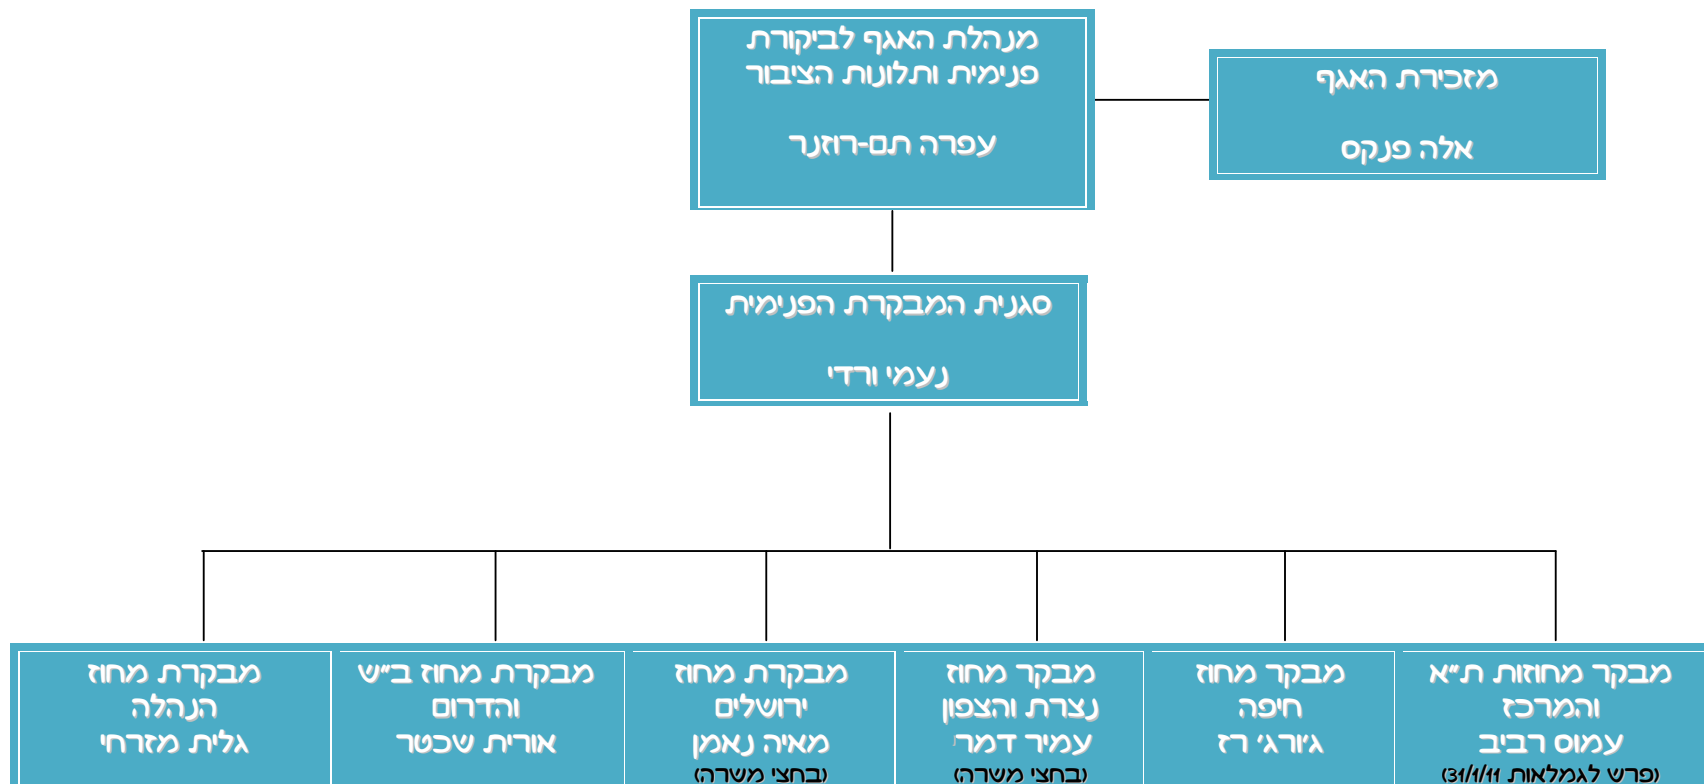 מנהלת האגף לביקורת
פנימית ותלונות הציבור
עפרה תם-רוזנר
מזכירת האגף
אלה פנקס
סגנית המבקרת הפנימית
נעמי ורדי
מבקר מחוזות ת״א
והמרכז
עמוס רביב
(פרש לגמלאות 31/1/11)
מבקר מחוז
חיפה
ג׳ורג׳ רז
מבקר מחוז
נצרת והצפון
עמיר דמרי
(בחצי משרה)
מבקרת מחוז
ירושלים
מאיה נאמן
(בחצי משרה)
מבקרת מחוז ב״ש
והדרום
אורית שכטר
מבקרת מחוז
הנהלה
גלית מזרחי